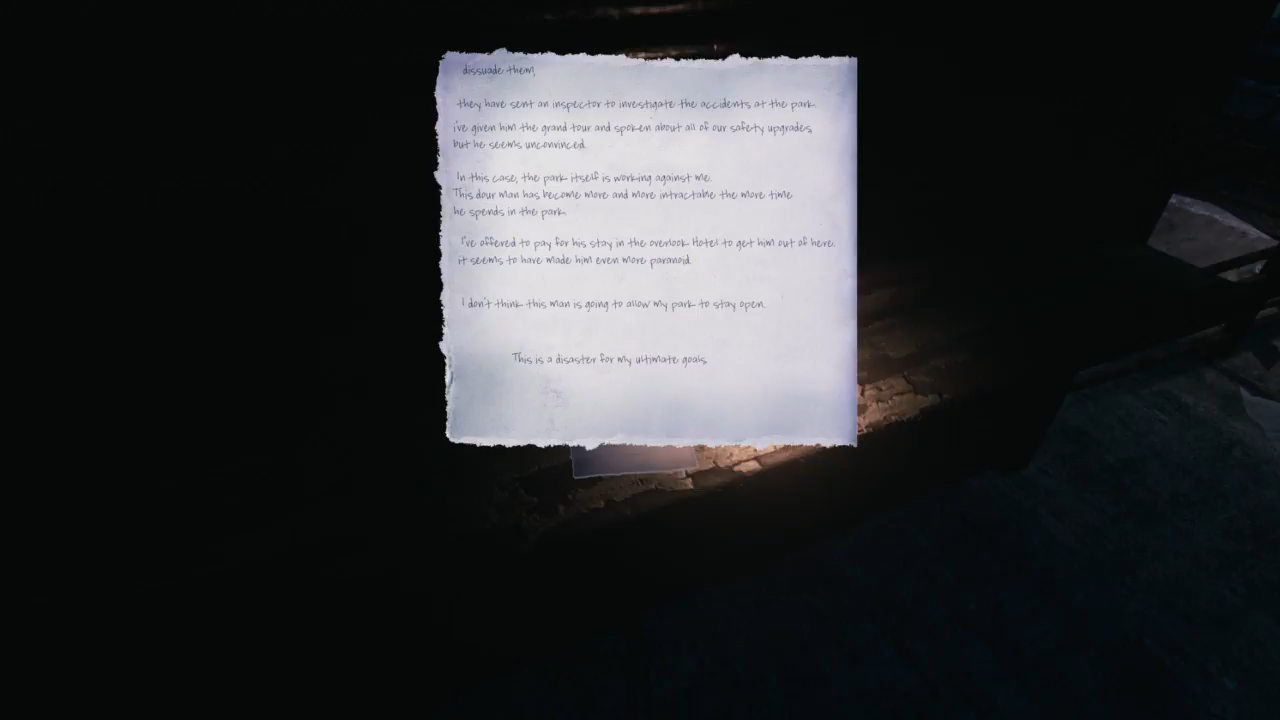 dissuade them,
they have sent an inspector to investigate the accidents at the park.
i've given him the grand tour and spoken about all of our safety upgrades,
but he seems unconvinced.
In this case, the park itself is working against me.
This dour man has become more and more intractable the more time
he spends in the park.
I've offered to pay for his stay in the overlook Hotel to get him out of here.
it seems to have made him even more paranoid.
I don't think this man is going to allow my park to stay open.
This is a disaster for my ultimate goals.